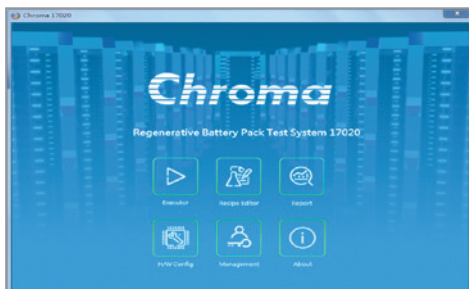 Chroma 17020
Chroma
Regenerative Battery Pack Test System 17020
Executor
Recipe Editor
Report
H/W Config
Management
About